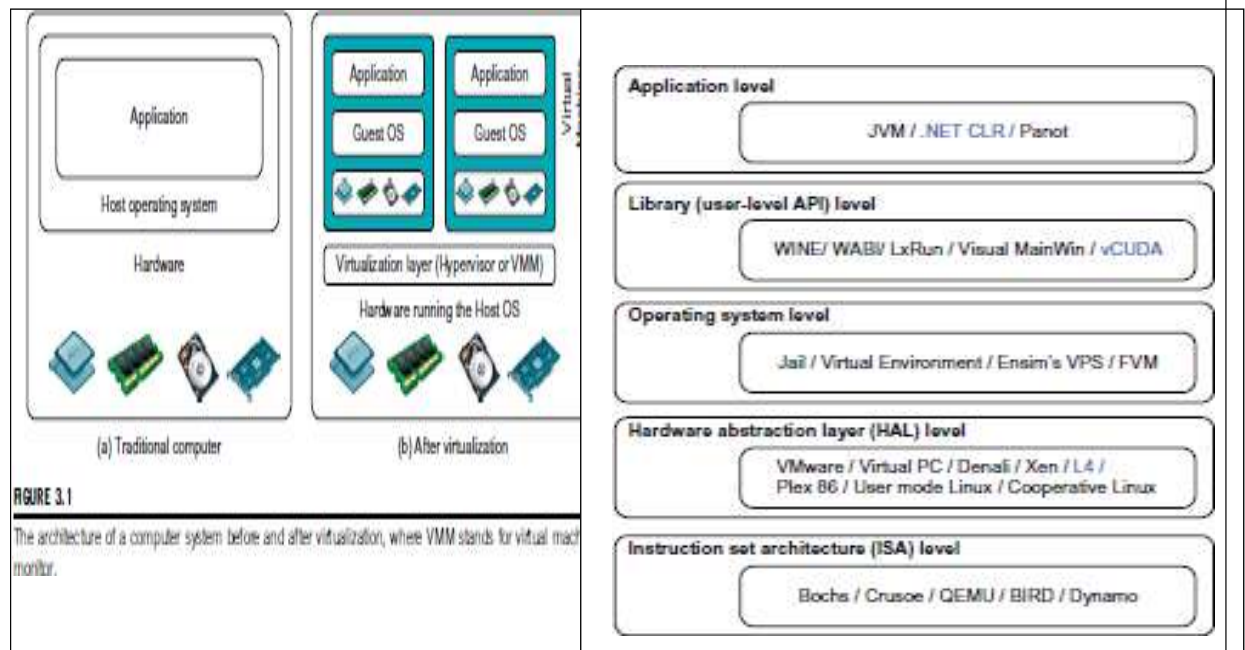 Application
Host operating system
Hardware
(a) Traditional computer
Application
Application
Guest OS
Guest OS
Virtual
Virtualization layer (Hypervisor or VMM)
Hardware running the Host OS
(b) After virtualization
FIGURE 3.1
The architecture of a computer system before and after virtualization, where VMM stands for virtual mach
monitor.
Application level
JVM / .NET CLR / Panot
Library (user-level API) level
WINE/ WABI/ LxRun / Visual MainWin / vCUDA
Operating system level
Jail / Virtual Environment / Ensim's VPS / FVM
Hardware abstraction layer (HAL) level
VMware / Virtual PC / Denali / Xen / L4 /
Plex 86 / User mode Linux / Cooperative Linux
Instruction set architecture (ISA) level
Bochs / Crusoe / QEMU / BIRD / Dynamo